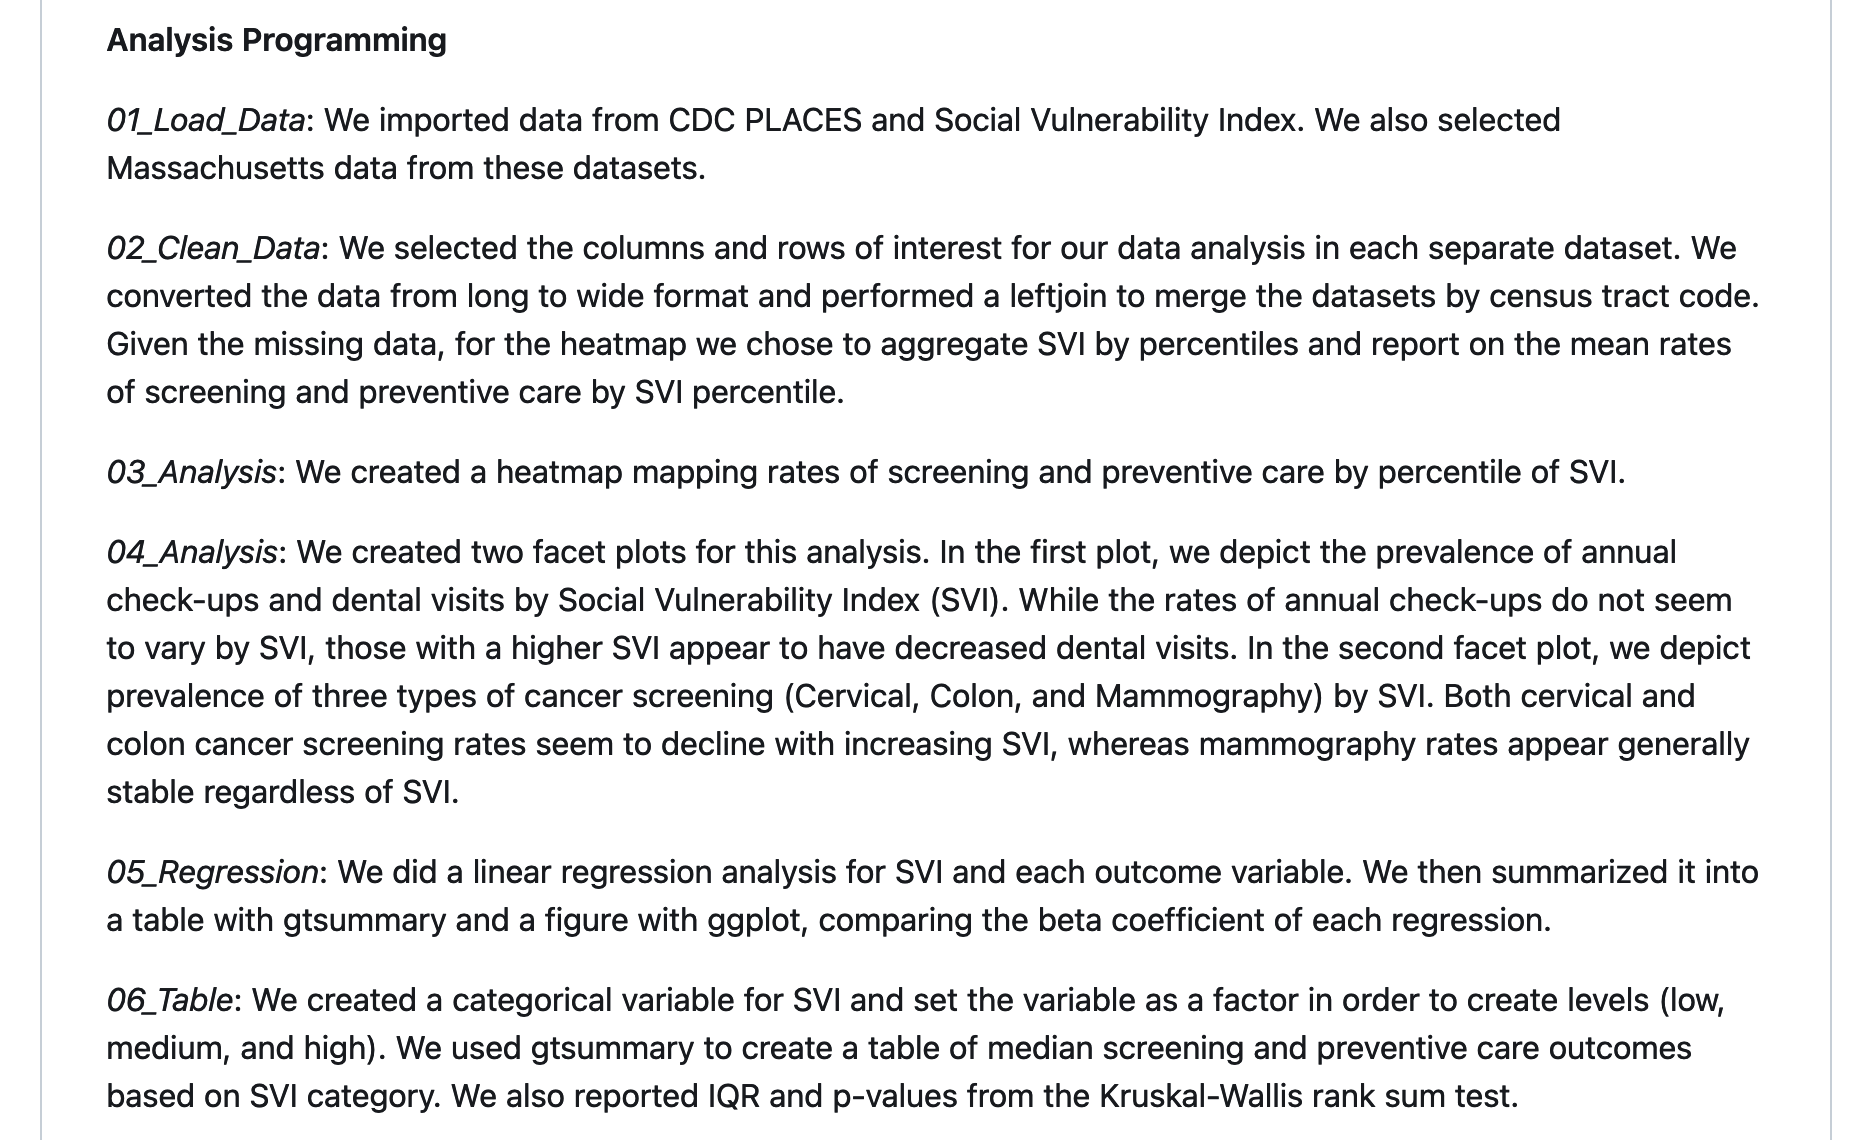 Analysis Programming
01_Load_Data: We imported data from CDC PLACES and Social Vulnerability Index. We also selected
Massachusetts data from these datasets.
02_Clean_Data: We selected the columns and rows of interest for our data analysis in each separate dataset. We
converted the data from long to wide format and performed a leftjoin to merge the datasets by census tract code.
Given the missing data, for the heatmap we chose to aggregate SVI by percentiles and report on the mean rates
of screening and preventive care by SVI percentile.
03_Analysis: We created a heatmap mapping rates of screening and preventive care by percentile of SVI.
04_Analysis: We created two facet plots for this analysis. In the first plot, we depict the prevalence of annual
check-ups and dental visits by Social Vulnerability Index (SVI). While the rates of annual check-ups do not seem
to vary by SVI, those with a higher SVI appear to have decreased dental visits. In the second facet plot, we depict
prevalence of three types of cancer screening (Cervical, Colon, and Mammography) by SVI. Both cervical and
colon cancer screening rates seem to decline with increasing SVI, whereas mammography rates appear generally
stable regardless of SVI.
05_Regression: We did a linear regression analysis for SVI and each outcome variable. We then summarized it into
a table with gtsummary and a figure with ggplot, comparing the beta coefficient of each regression.
06_Table: We created a categorical variable for SVI and set the variable as a factor in order to create levels (low,
medium, and high). We used gtsummary to create a table of median screening and preventive care outcomes
based on SVI category. We also reported IQR and p-values from the Kruskal-Wallis rank sum test.